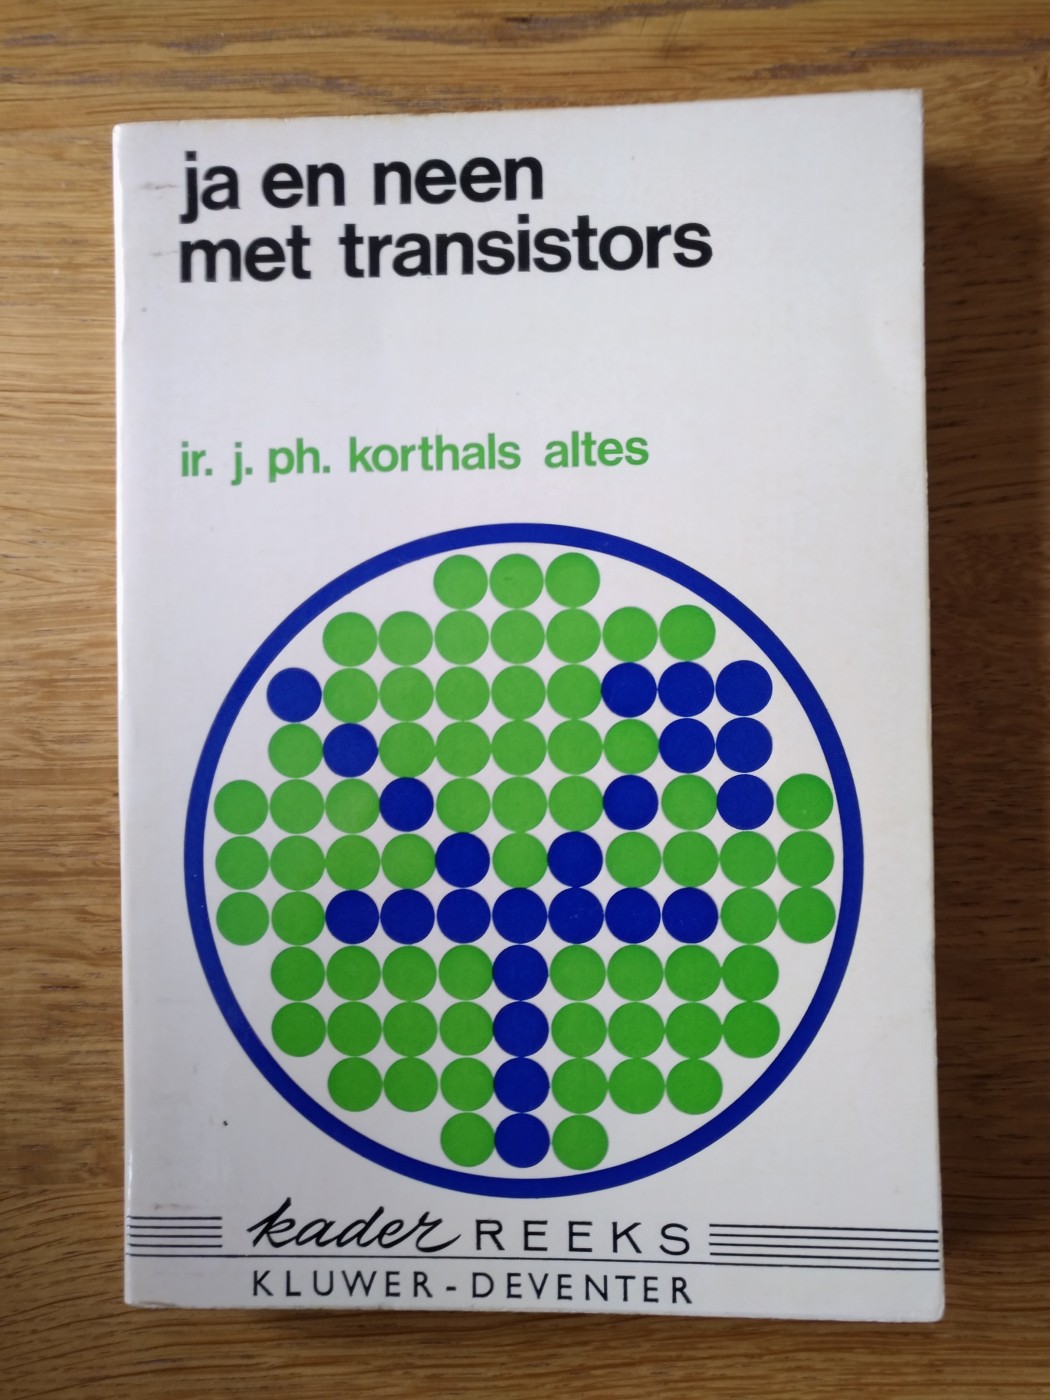 ja en neen
met transistors
ir. j. ph. korthals altes
kader REEKS
KLUWER-DEVENTER